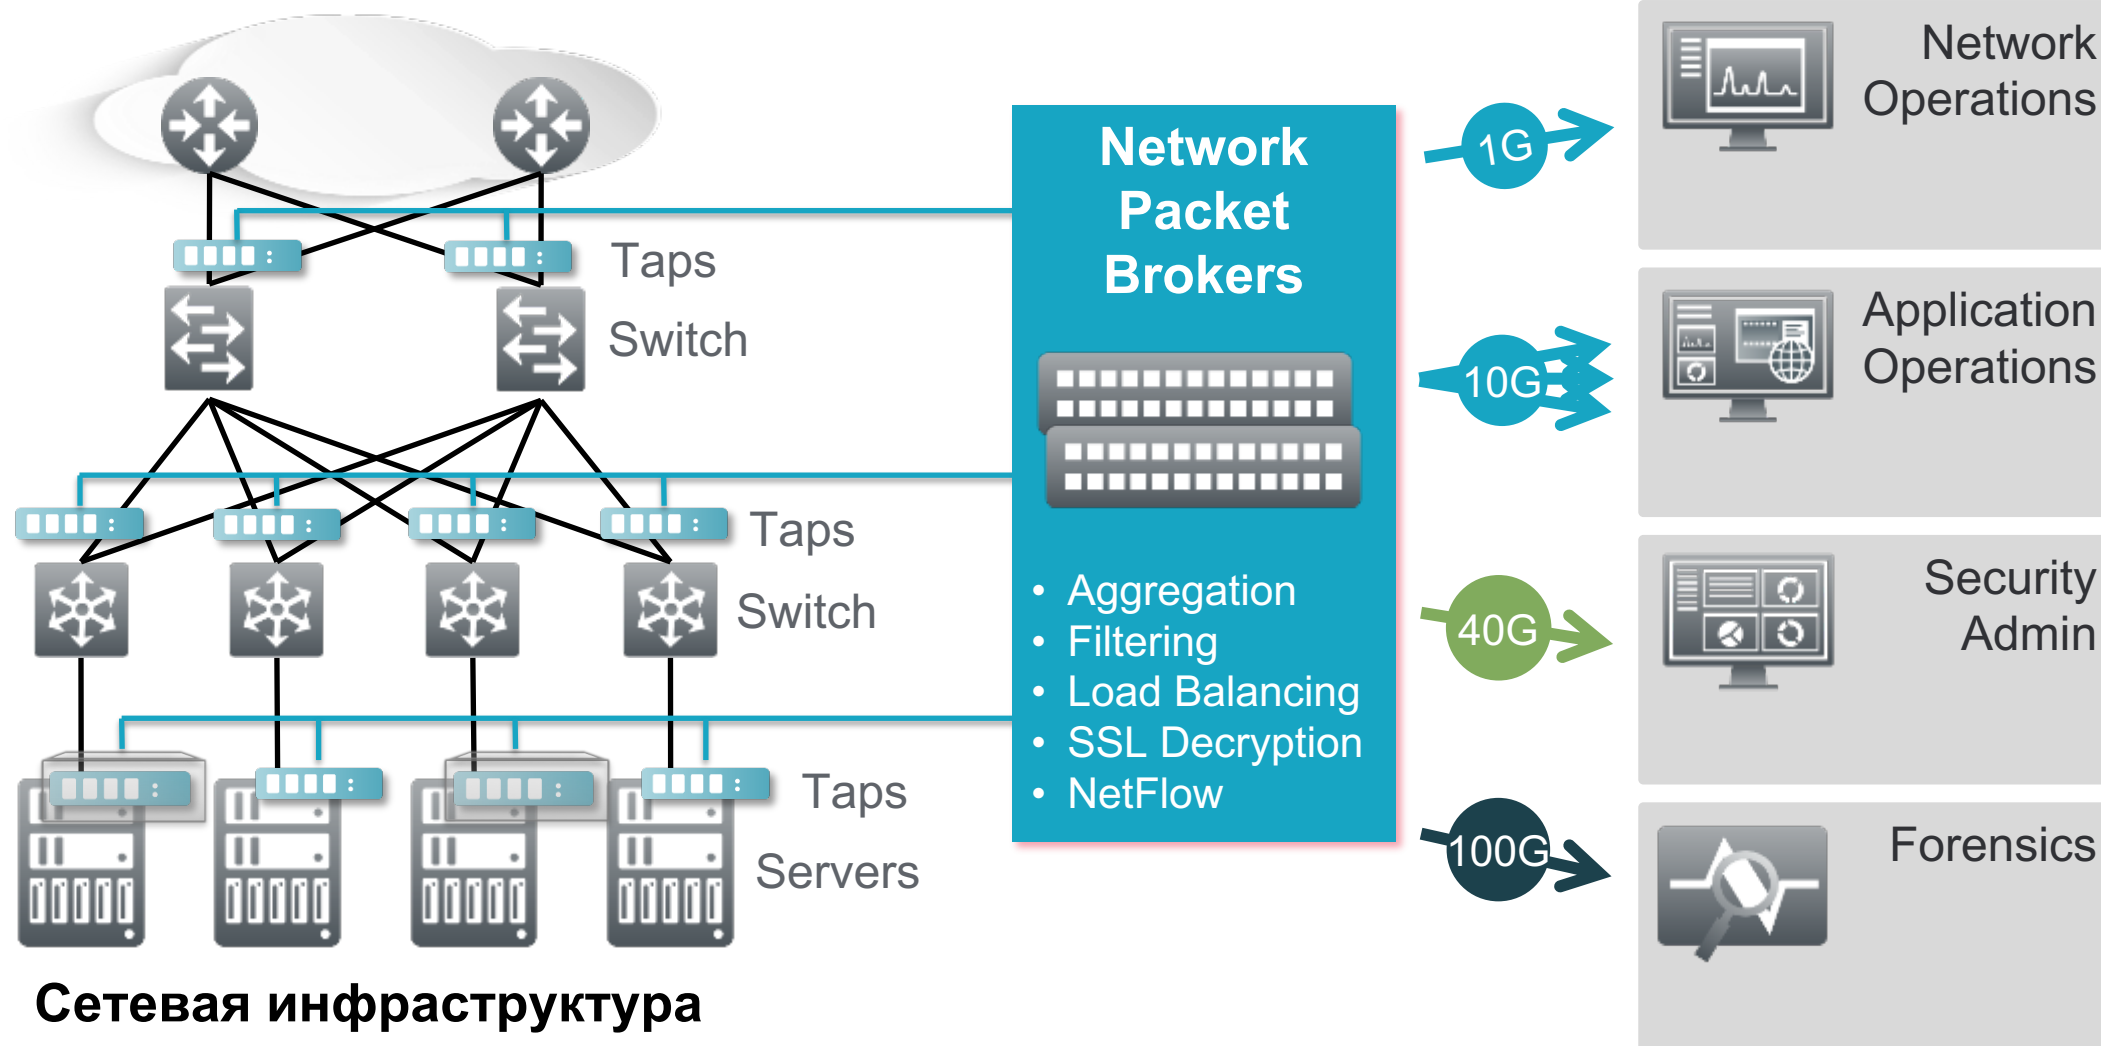 Taps
Switch
Taps
Switch
Taps
Servers
Сетевая инфраструктура
Network
Packet
Brokers
• Aggregation
• Filtering
• Load Balancing
• SSL Decryption
• NetFlow
1G
10G
40G
100G
Network
Operations
Application
Operations
Security
Admin
Forensics